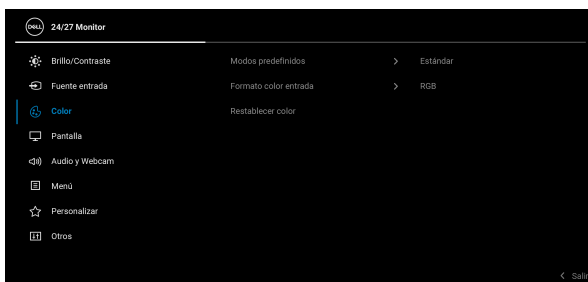 DELL 24/27 Monitor
Brillo/Contraste Modos predefinidos > Estándar
Fuente entrada Formato color entrada > RGB
Color Restablecer color
Pantalla
Audio y Webcam
Menú
Personalizar
Otros
< Salir